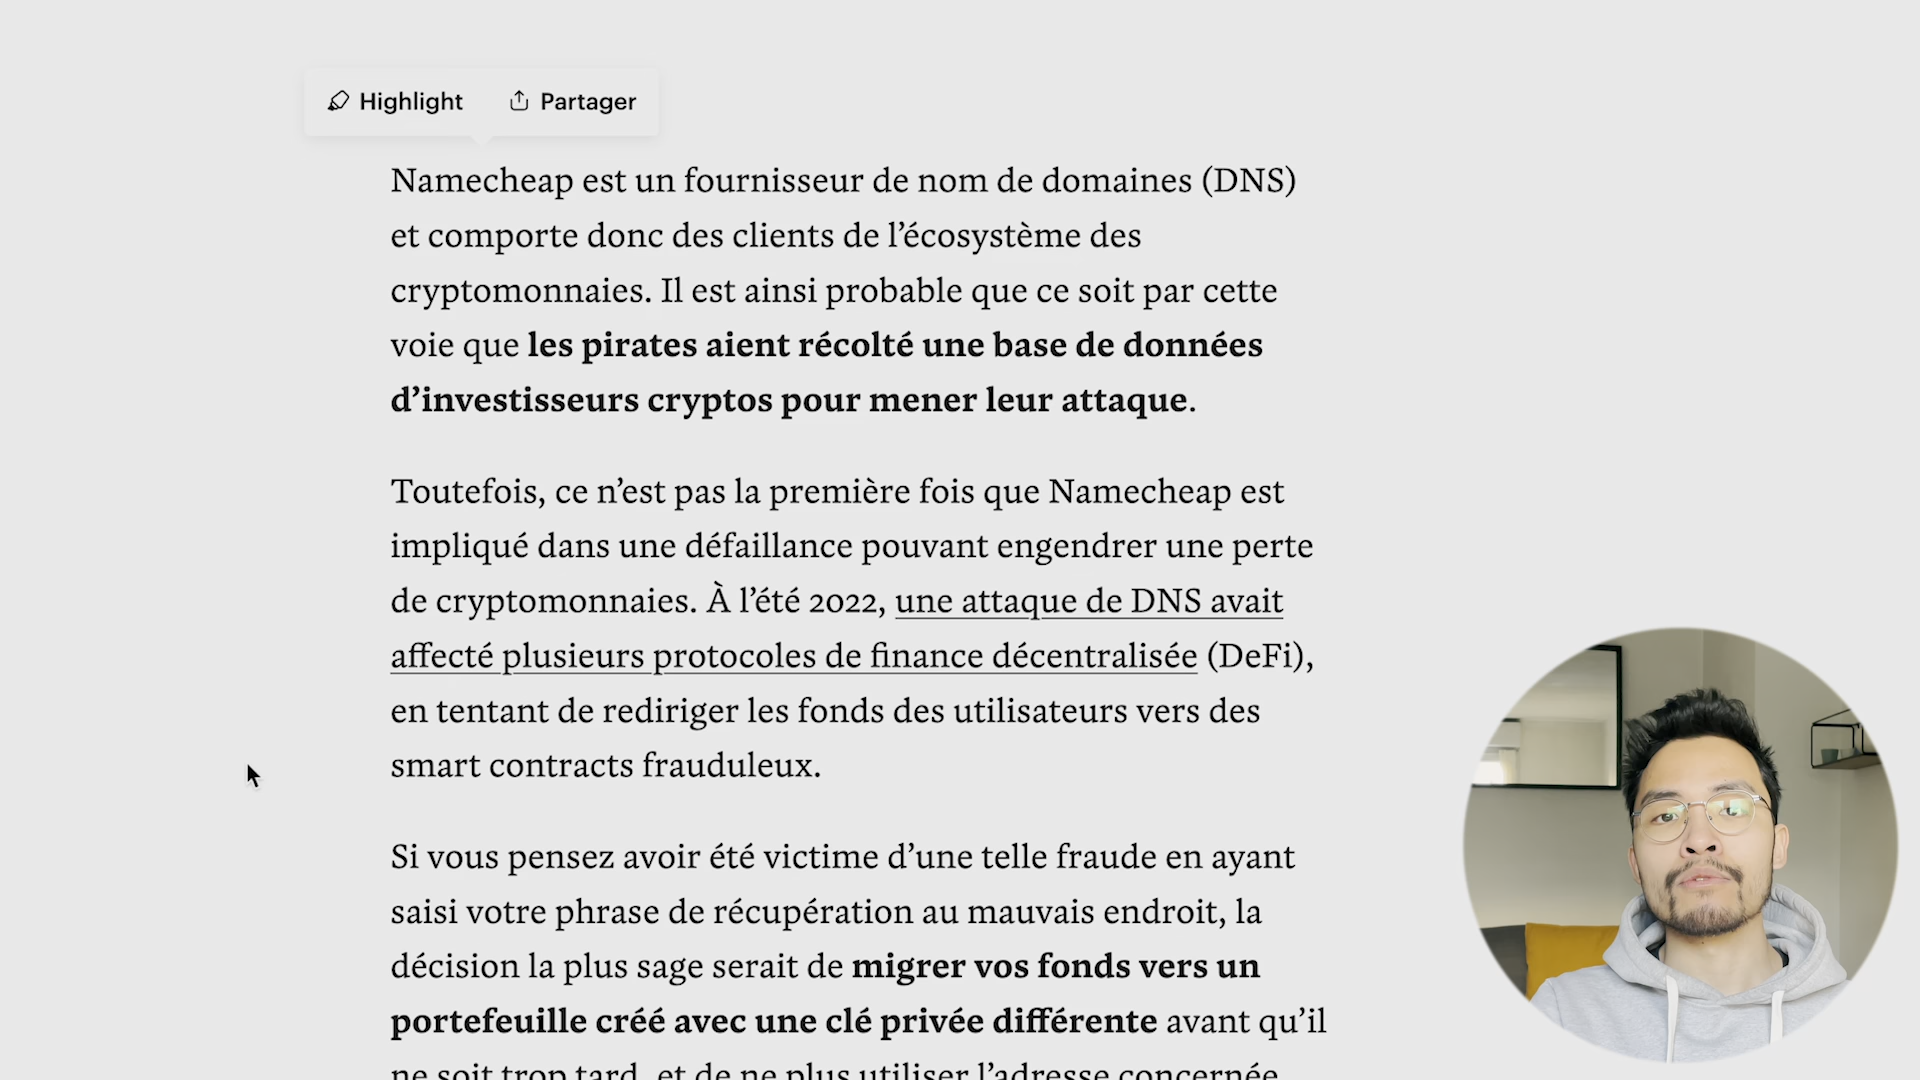 Highlight Partager
Namecheap est un fournisseur de nom de domaines (DNS)
et comporte donc des clients de l’écosystème des
cryptomonnaies. Il est ainsi probable que ce soit par cette
voie que les pirates aient récolté une base de données
d’investisseurs cryptos pour mener leur attaque.
Toutefois, ce n’est pas la première fois que Namecheap est
impliqué dans une défaillance pouvant engendrer une perte
de cryptomonnaies. À l’été 2022, une attaque de DNS avait
affecté plusieurs protocoles de finance décentralisée (DeFi),
en tentant de rediriger les fonds des utilisateurs vers des
smart contracts frauduleux.
Si vous pensez avoir été victime d’une telle fraude en ayant
saisi votre phrase de récupération au mauvais endroit, la
décision la plus sage serait de migrer vos fonds vers un
portefeuille créé avec une clé privée différente avant qu’il
ne soit trop tard, et de ne plus utiliser l’adresse concernée